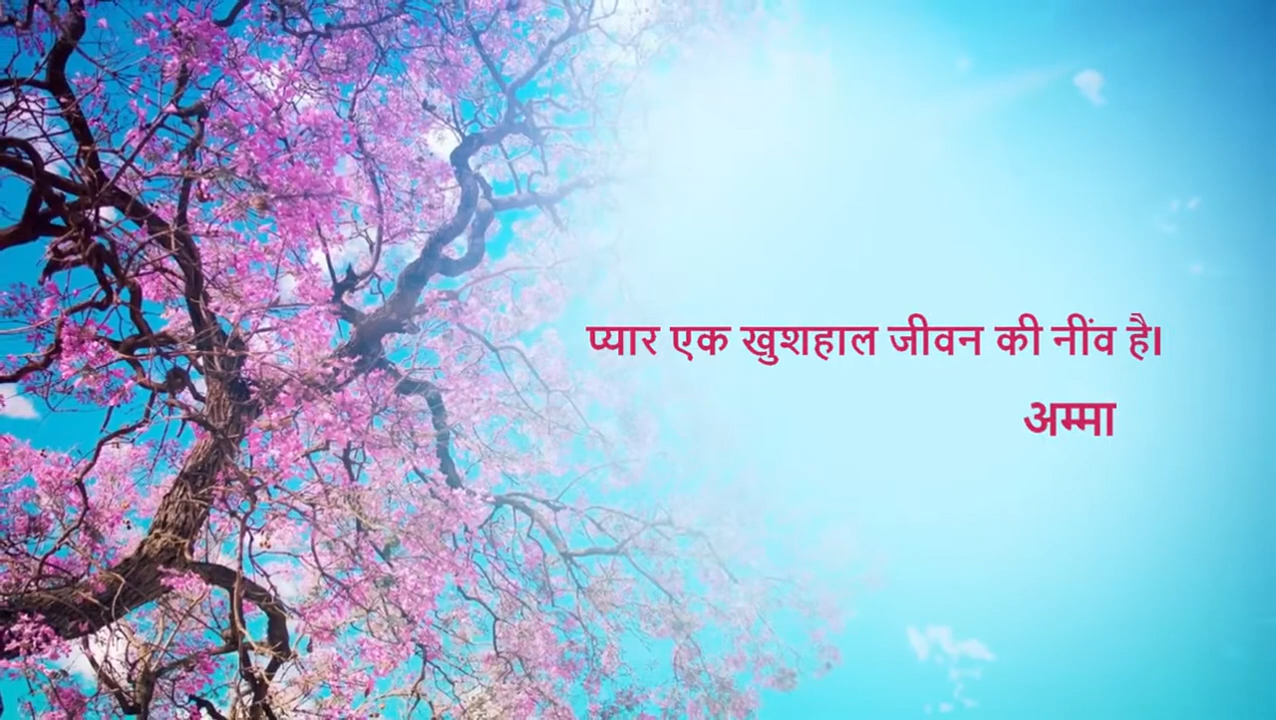 प्यार एक खुशहाल जीवन की नींव है।
अम्मा